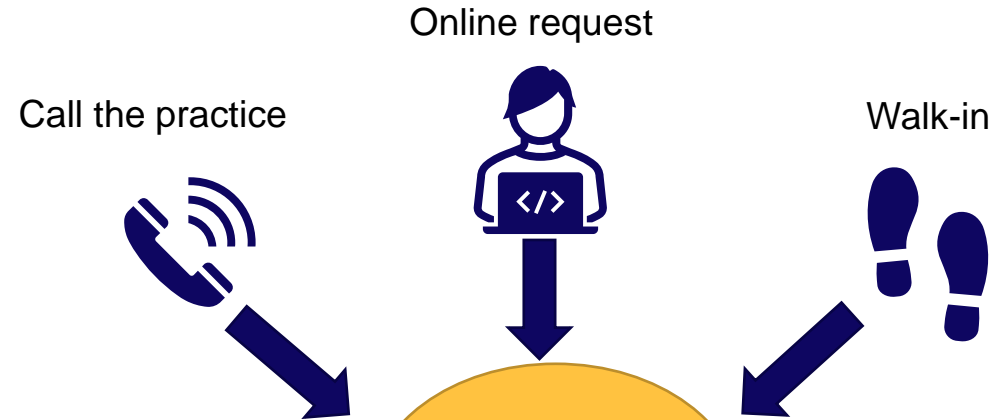 Online request
Call the practice
Walk-in
</>